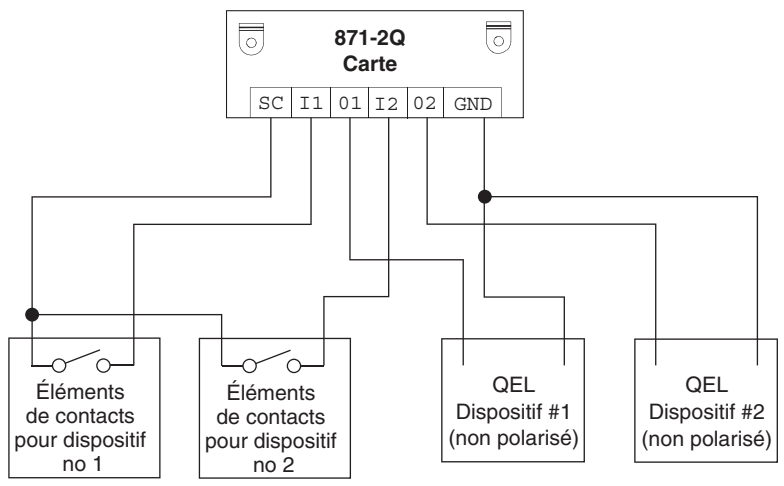 871-2Q
Carte
SC I1 01 I2 02 GND
Éléments
de contacts
pour dispositif
no 1
Éléments
de contacts
pour dispositif
no 2
QEL
Dispositif #1
(non polarisé)
QEL
Dispositif #2
(non polarisé)